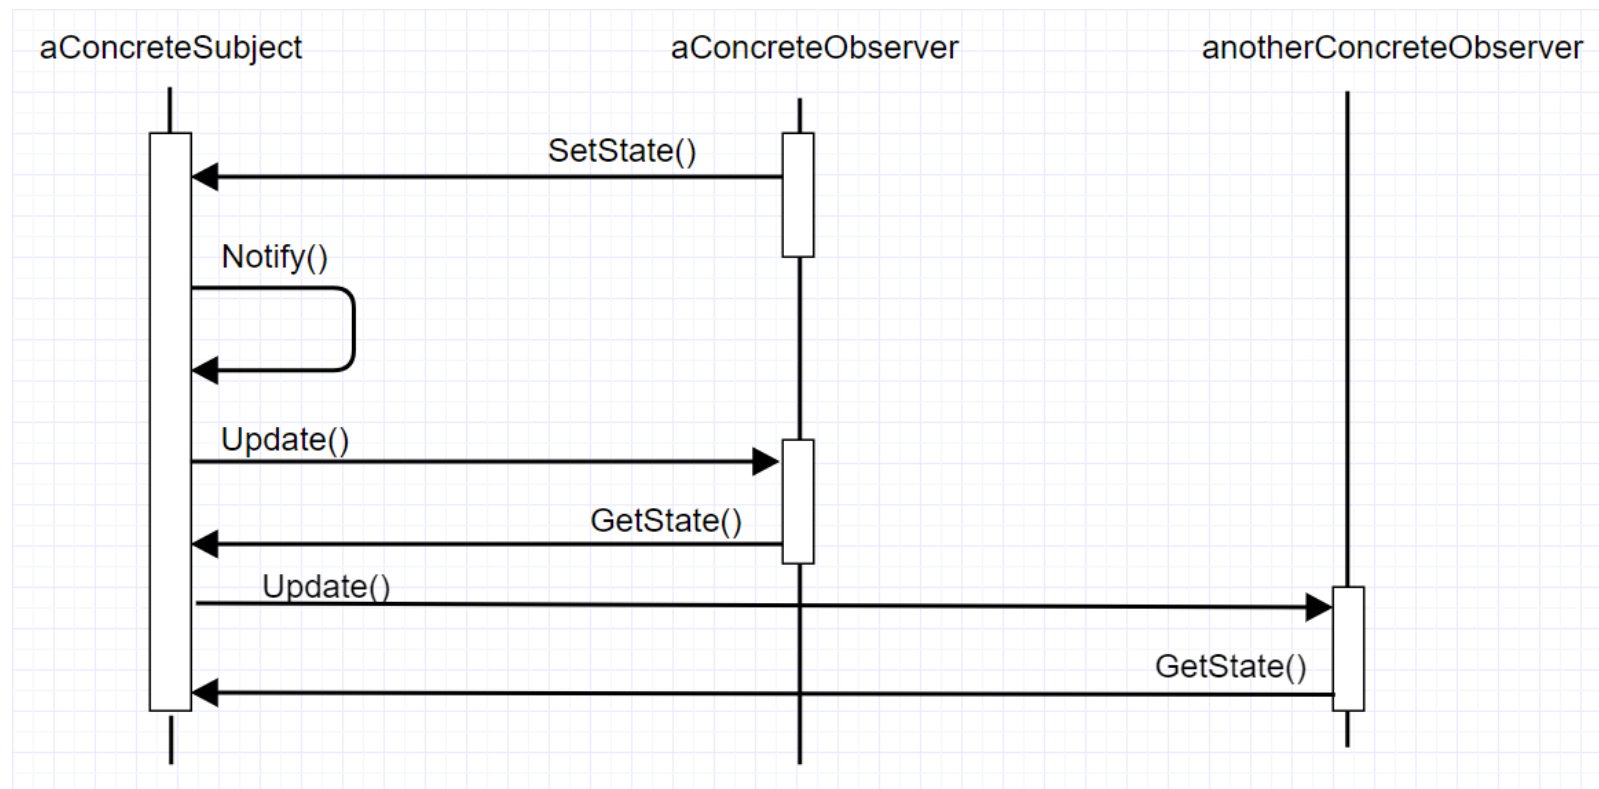 aConcreteSubject
aConcreteObserver
anotherConcreteObserver
SetState()
Notify()
Update()
GetState()
Update()
GetState()